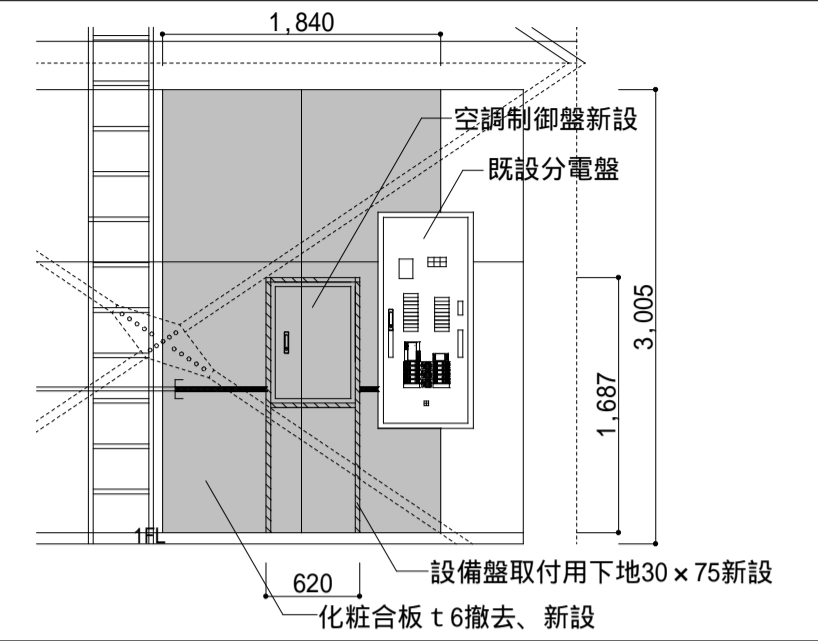 1,840
空調制御盤新設
既設分電盤
3,005
1,687
1FL
設備盤取付用下地30×75新設
620
化粧合板t6撤去、新設